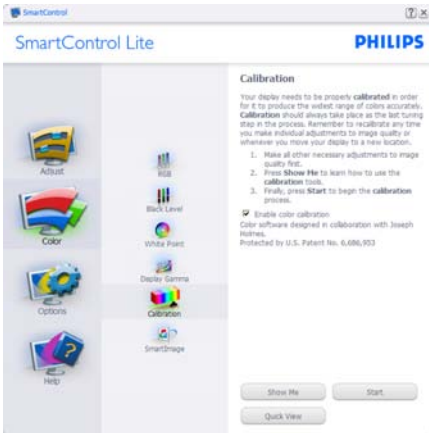 SmartControl
SmartControl Lite
PHILIPS
Adjust
Color
Options
Help
RGB
Black Level
White Point
Display Gamma
Calibration
SmartImage
Calibration
Your display needs to be properly calibrated in order
for it to produce the widest range of colors accurately.
Calibration should always take place as the last tuning
step in the process. Remember to recalibrate any time
you make individual adjustments to image quality or
whenever you move your display to a new location.
1. Make all other necessary adjustments to image
quality first.
2. Press Show Me to learn how to use the
calibration tools.
3. Finally, press Start to begin the calibration
process.
Enable color calibration
Color software designed in collaboration with Joseph
Holmes.
Protected by U.S. Patent No. 6,686,953
Show Me
Start
Quick View